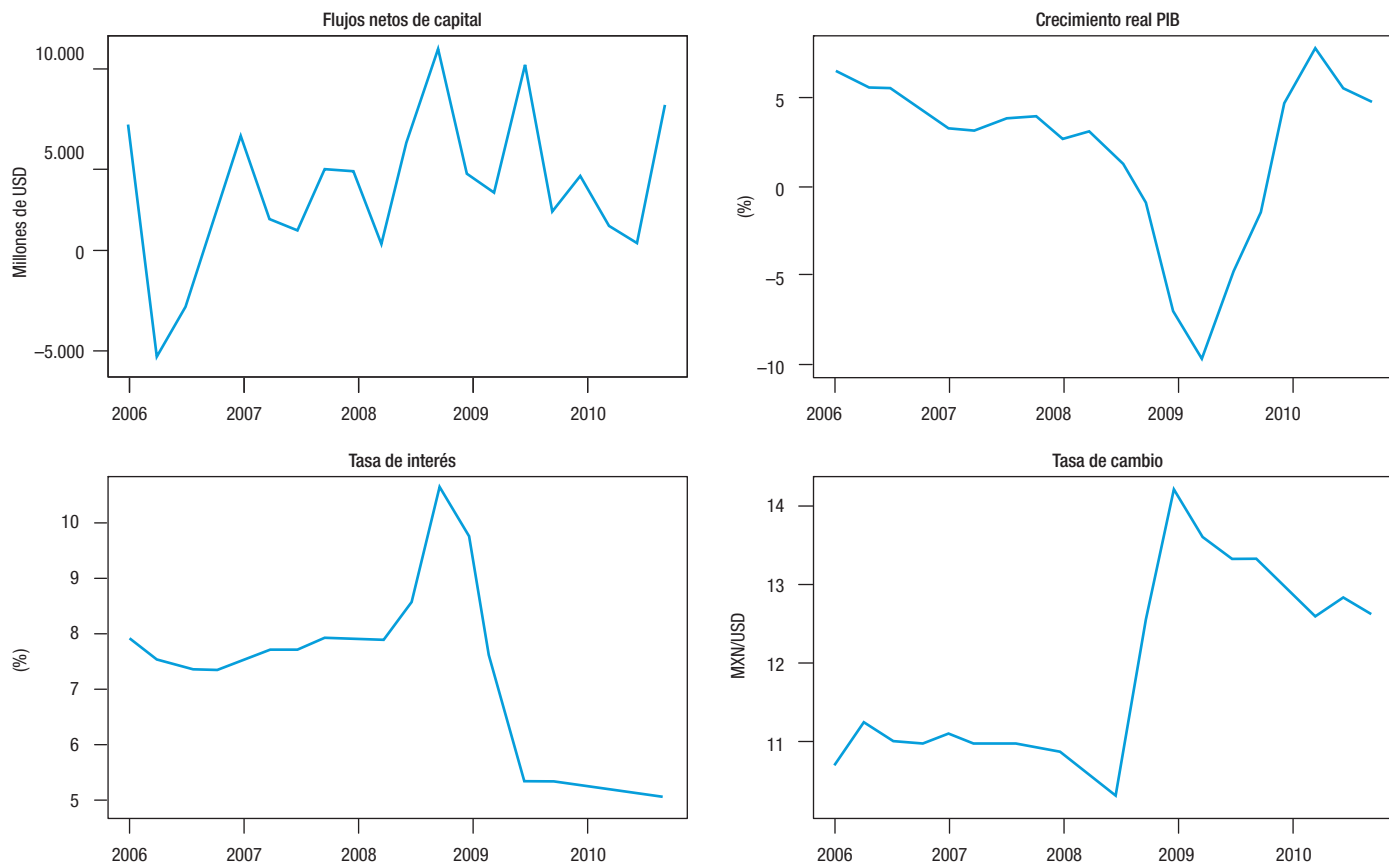 Flujos netos de capital
Millones de USD
10.000
5.000
0
–5.000
2006 2007 2008 2009 2010
Crecimiento real PIB
(%)
5
0
–5
–10
2006 2007 2008 2009 2010
Tasa de interés
(%)
10
9
8
7
6
5
2006 2007 2008 2009 2010
Tasa de cambio
MXN/USD
14
13
12
11
2006 2007 2008 2009 2010